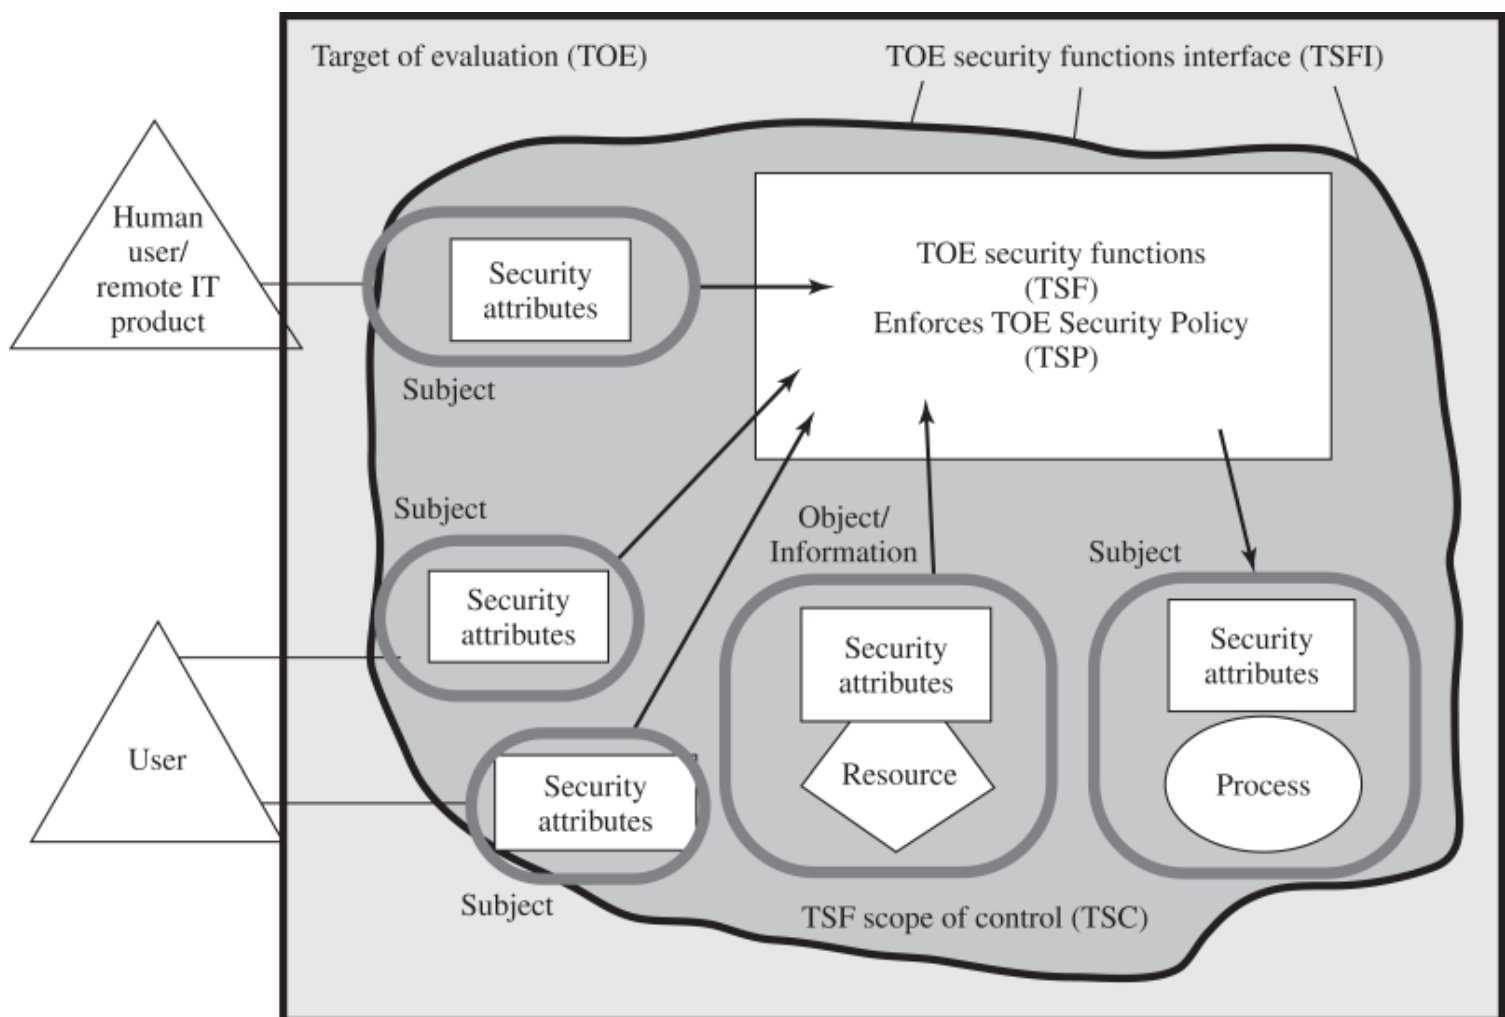 Target of evaluation (TOE)
TOE security functions interface (TSFI)
Human
user/
remote IT
product
Security
attributes
Subject
TOE security functions
(TSF)
Enforces TOE Security Policy
(TSP)
Subject
Security
attributes
User
Security
attributes
Subject
Object/
Information
Security
attributes
Resource
Subject
Security
attributes
Process
TSF scope of control (TSC)